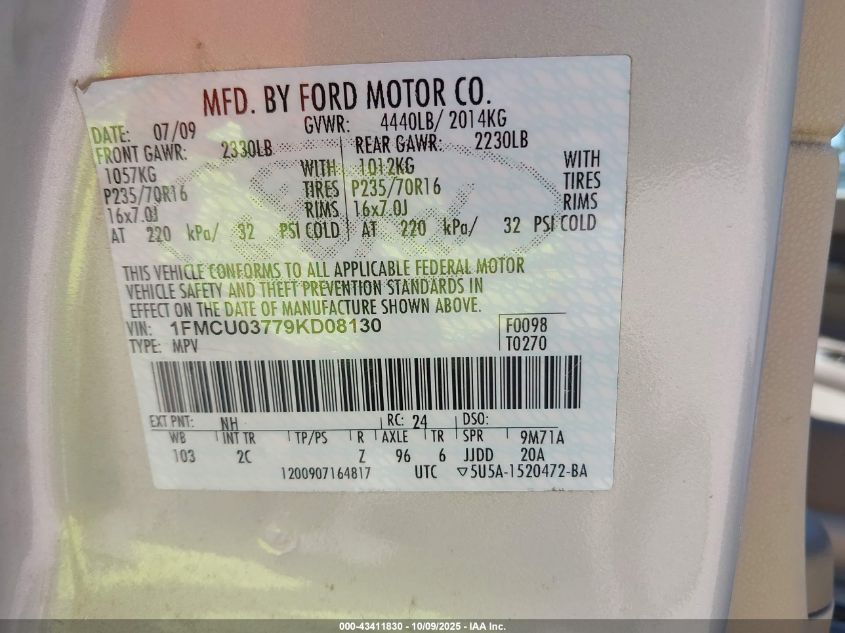 MFD. BY FORD MOTOR CO.
DATE: 07/09 GVWR: 4440LB/ 2014KG
FRONT GAWR: 2330LB REAR GAWR: 2230LB
1057KG WITH 1012KG WITH
P235/70R16 TIRES P235/70R16 TIRES
16x7.0J RIMS 16x7.0J RIMS
AT 220 kPa/ 32 PSI COLD AT 220 kPa/ 32 PSI COLD
THIS VEHICLE CONFORMS TO ALL APPLICABLE FEDERAL MOTOR
VEHICLE SAFETY AND THEFT PREVENTION STANDARDS IN
EFFECT ON THE DATE OF MANUFACTURE SHOWN ABOVE.
VIN: 1FMCU03779KD08130 F0098
TYPE: MPV T0270
EXT PNT: NH RC: 24 DSO:
WB INT TR TP/PS R AXLE TR SPR 9M71A
103 2C Z 96 6 JJDD 20A
1200907164817 UTC ▽5U5A-1520472-BA
000-43411830 - 10/09/2025 - IAA Inc.